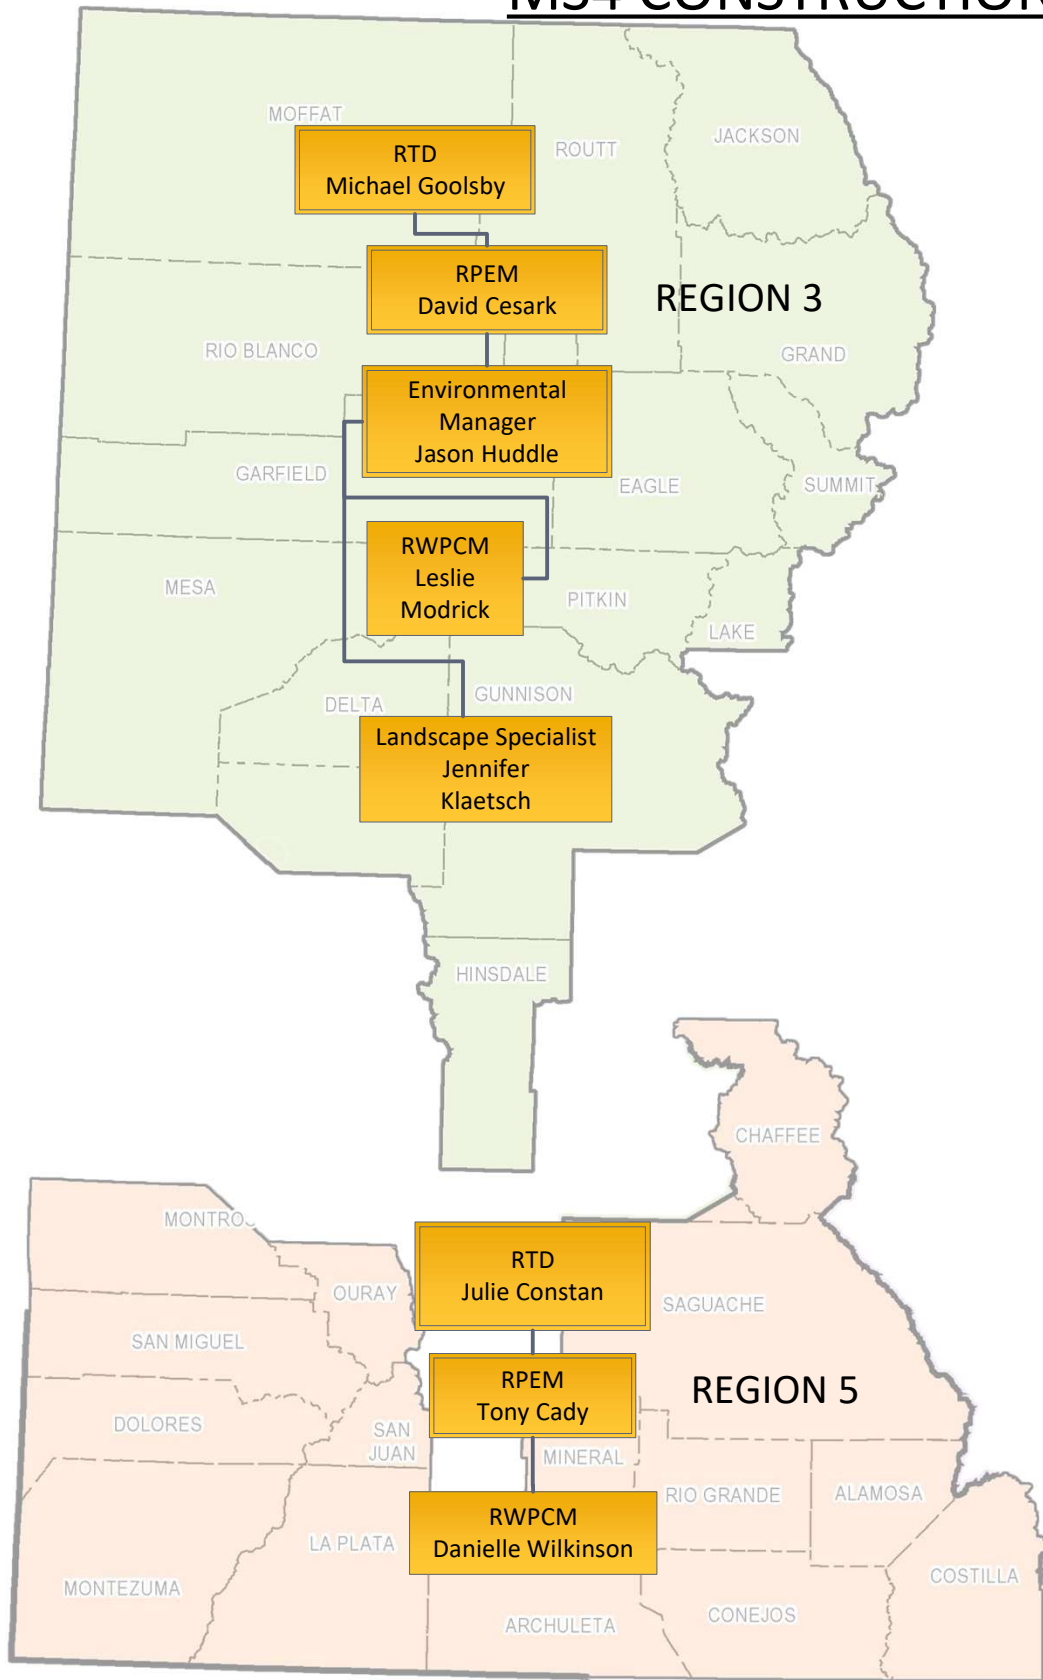 MS4 CONSTRUCTION
MOFFAT
ROUTT
JACKSON
RTD
Michael Goolsby
RPEM
David Cesark
REGION 3
RIO BLANCO
GRAND
Environmental
Manager
Jason Huddle
GARFIELD
EAGLE
SUMMIT
RWPCM
Leslie
Modrick
MESA
PITKIN
LAKE
DELTA
GUNNISON
Landscape Specialist
Jennifer
Klaetsch
HINSDALE
CHAFFEE
MONTRO
RTD
Julie Constan
OURAY
SAGUACHE
SAN MIGUEL
RPEM
Tony Cady
REGION 5
DOLORES
SAN
JUAN
MINERAL
RIO GRANDE
ALAMOSA
RWPCM
Danielle Wilkinson
LA PLATA
MONTEZUMA
COSTILLA
ARCHULETA
CONEJOS